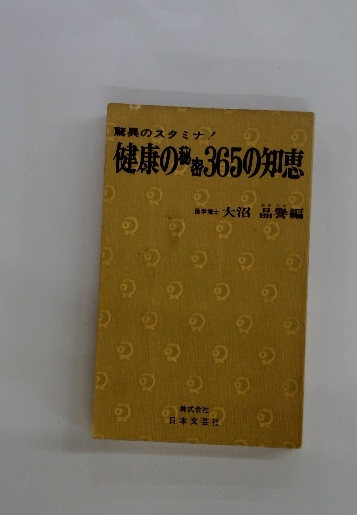 驚異のスタミナ！
健康の秘密365の知恵
医学博士 大沼 晶譽編
株式会社
日本文芸社